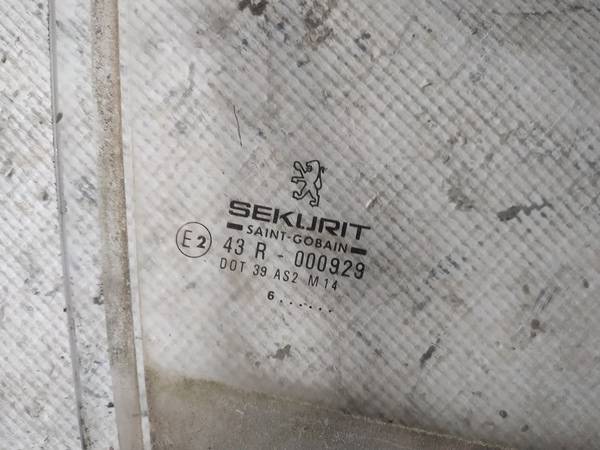 SEKURIT
SAINT-GOBAIN
E2 43 R - 000929
DOT 39 AS2 M14
6......